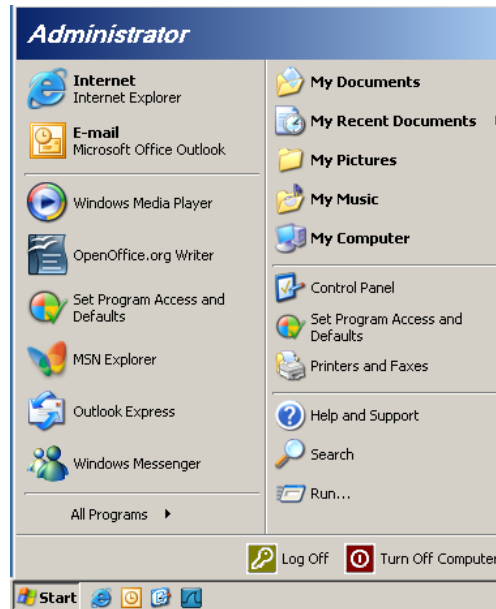 Administrator
Internet
Internet Explorer
E-mail
Microsoft Office Outlook
Windows Media Player
OpenOffice.org Writer
Set Program Access and
Defaults
MSN Explorer
Outlook Express
Windows Messenger
All Programs
My Documents
My Recent Documents
My Pictures
My Music
My Computer
Control Panel
Set Program Access and
Defaults
Printers and Faxes
Help and Support
Search
Run...
Log Off
Turn Off Computer
Start